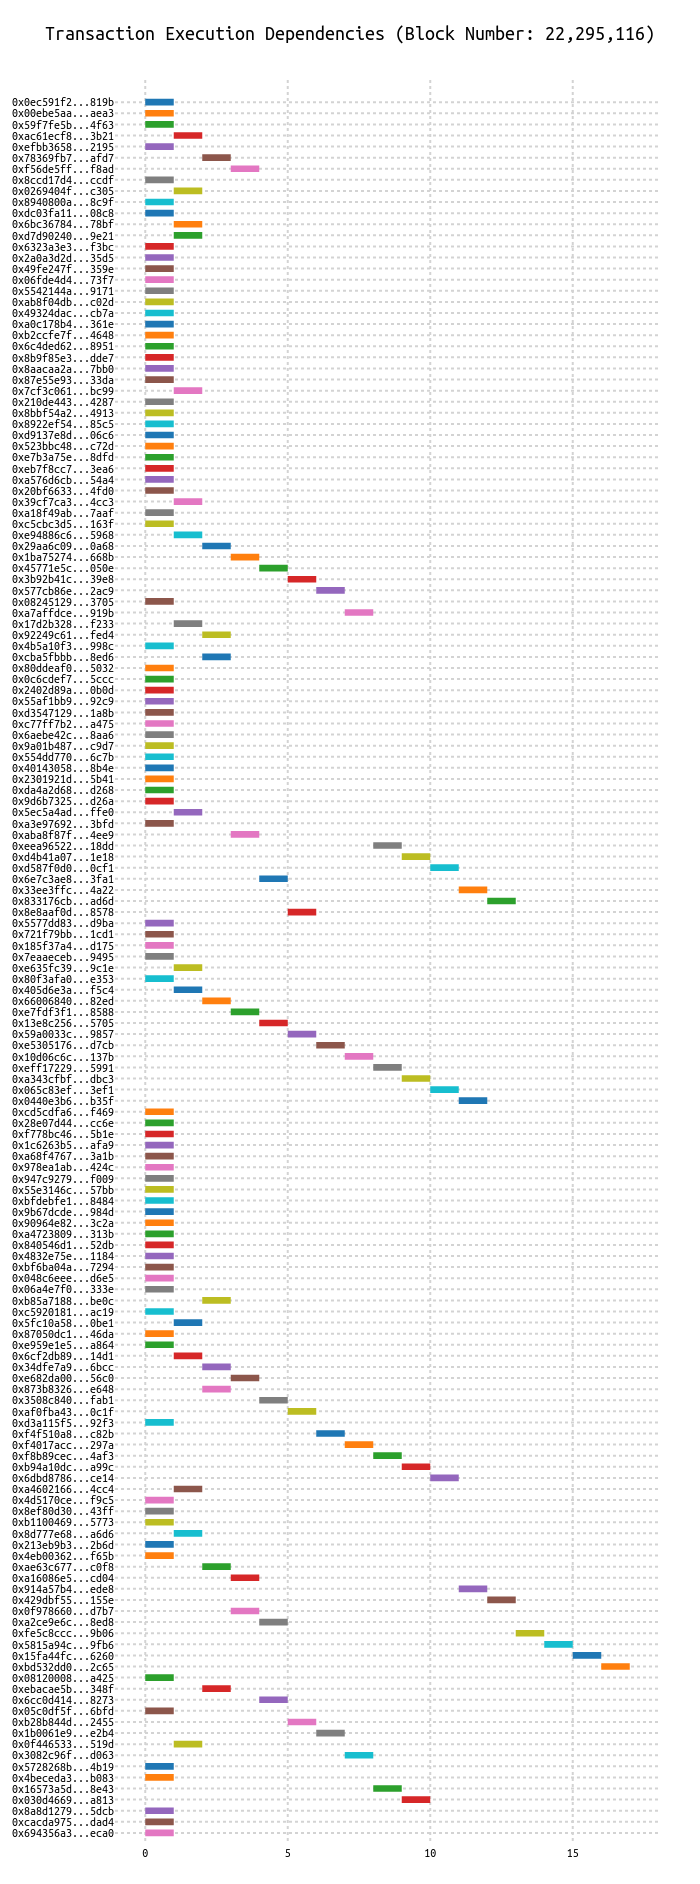 Transaction Execution Dependencies (Block Number: 22,295,116)
0x0ec591f2...819b
0x00ebe5aa...aea3
0x59f7fe5b...4f63
0xac61ecf8...3b21
0xefbb3658...2195
0x78369fb7...afd7
0xf56de5ff...f8ad
0x8ccd17d4...ccdf
0x0269404f...c305
0x8940800a...8c9f
0xdc03fa11...08c8
0x6bc36784...78bf
0xd7d90240...9e21
0x6323a3e3...f3bc
0x2a0a3d2d...35d5
0x49fe247f...359e
0x06fde4d4...73f7
0x5542144a...9171
0xab8f04db...c02d
0x49324dac...cb7a
0xa0c178b4...361e
0xb2ccfe7f...4648
0x6c4ded62...8951
0x8b9f85e3...dde7
0x8aacaa2a...7bb0
0x87e55e93...33da
0x7cf3c061...bc99
0x210de443...4287
0x8bbf54a2...4913
0x8922ef54...85c5
0xd9137e8d...06c6
0x523bbc48...c72d
0xe7b3a75e...8dfd
0xeb7f8cc7...3ea6
0xa576d6cb...54a4
0x20bf6633...4fd0
0x39cf7ca3...4cc3
0xa18f49ab...7aaf
0xc5cbc3d5...163f
0xe94886c6...5968
0x29aa6c09...0a68
0x1ba75274...668b
0x45771e5c...050e
0x3b92b41c...39e8
0x577cb86e...2ac9
0x08245129...3705
0xa7affdce...919b
0x17d2b328...f233
0x92249c61...fed4
0x4b5a10f3...998c
0xcba5fbbb...8ed6
0x80ddeaf0...5032
0x0c6cdef7...5ccc
0x2402d89a...0b0d
0x55af1bb9...92c9
0xd3547129...1a8b
0xc77ff7b2...a475
0x6aebe42c...8aa6
0x9a01b487...c9d7
0x554dd770...6c7b
0x40143058...8b4e
0x2301921d...5b41
0xda4a2d68...d268
0x9d6b7325...d26a
0x5ec5a4ad...ffe0
0xa3e97692...3bfd
0xaba8f87f...4ee9
0xeea96522...18dd
0xd4b41a07...1e18
0xd587f0d0...0cf1
0x6e7c3ae8...3fa1
0x33ee3ffc...4a22
0x833176cb...ad6d
0x8e8aaf0d...8578
0x5577dd83...d9ba
0x721f79bb...1cd1
0x185f37a4...d175
0x7eaaeceb...9495
0xe635fc39...9c1e
0x80f3afa0...e353
0x405d6e3a...f5c4
0x66006840...82ed
0xe7fdf3f1...8588
0x13e8c256...5705
0x59a0033c...9857
0xe5305176...d7cb
0x10d06c6c...137b
0xeff17229...5991
0xa343cfbf...dbc3
0x065c83ef...3ef1
0x0440e3b6...b35f
0xcd5cdfa6...f469
0x28e07d44...cc6e
0xf778bc46...5b1e
0x1c6263b5...afa9
0xa68f4767...3a1b
0x978ea1ab...424c
0x947c9279...f009
0x55e3146c...57bb
0xbfdebfe1...8484
0x9b67dcde...984d
0x90964e82...3c2a
0xa4723809...313b
0x840546d1...52db
0x4832e75e...1184
0xbf6ba04a...7294
0x048c6eee...d6e5
0x06a4e7f0...333e
0xb85a7188...be0c
0xc5920181...ac19
0x5fc10a58...0be1
0x87050dc1...46da
0xe959e1e5...a864
0x6cf2db89...14d1
0x34dfe7a9...6bcc
0xe682da00...56c0
0x873b8326...e648
0x3508c840...fab1
0xaf0fba43...0c1f
0xd3a115f5...92f3
0xf4f510a8...c82b
0xf4017acc...297a
0xf8b89cec...4af3
0xb94a10dc...a99c
0x6dbd8786...ce14
0xa4602166...4cc4
0x4d5170ce...f9c5
0x8ef80d30...43ff
0xb1100469...5773
0x8d777e68...a6d6
0x213eb9b3...2b6d
0x4eb00362...f65b
0xae63c677...c0f8
0xa16086e5...cd04
0x914a57b4...ede8
0x429dbf55...155e
0x0f978660...d7b7
0xa2ce9e6c...8ed8
0xfe5c8ccc...9b06
0x5815a94c...9fb6
0x15fa44fc...6260
0xbd532dd0...2c65
0x08120008...a425
0xebacae5b...348f
0x6cc0d414...8273
0x05c0df5f...6bfd
0xb28b844d...2455
0x1b0061e9...e2b4
0x0f446533...519d
0x3082c96f...d063
0x5728268b...4b19
0x4beceda3...b083
0x16573a5d...8e43
0x030d4669...a813
0x8a8d1279...5dcb
0xcacda975...dad4
0x694356a3...eca0
0 5 10 15